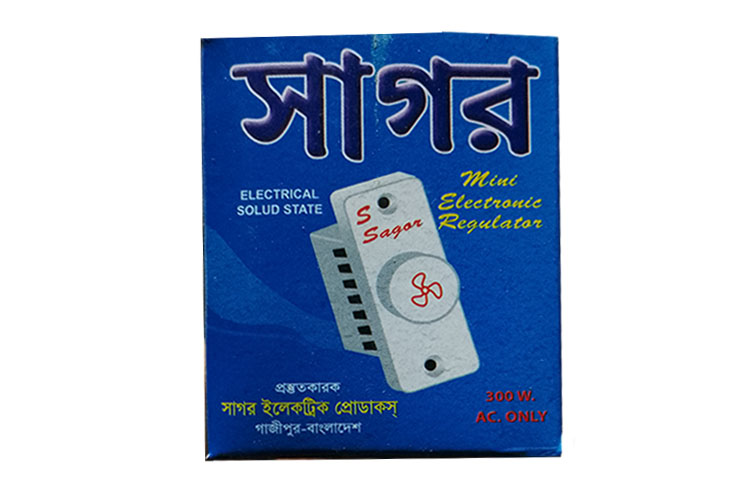 সাগর
ELECTRICAL
SOLUD STATE
Mini
Electronic
Regulator
S
Sagor
প্রস্তুতকারক
সাগর ইলেকট্রিক প্রোডাকস্
গাজীপুর-বাংলাদেশ
300 W.
AC. ONLY